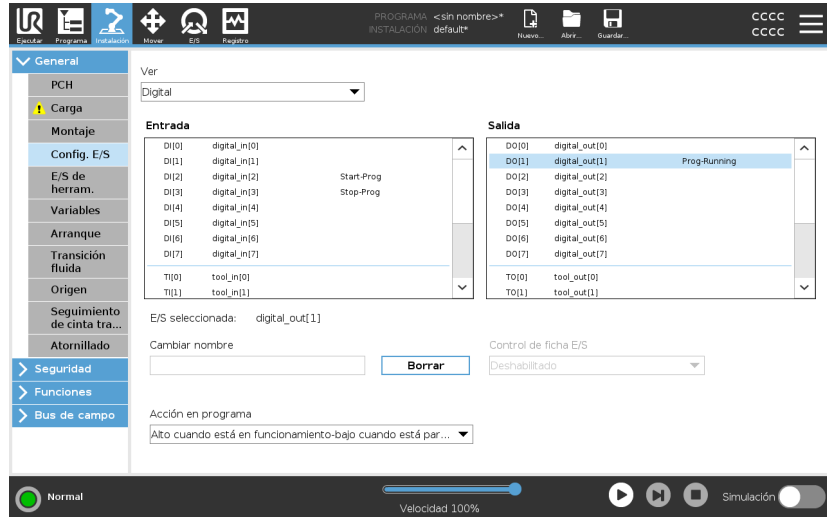 UR
Ejecutar
Programa
Instalación
Mover
E/S
Registro
PROGRAMA <sin nombre>*
INSTALACIÓN default*
Nuevo...
Abrir...
Guardar...
cccc
cccc
General
PCH
Carga
Montaje
Config. E/S
E/S de
herram.
Variables
Arranque
Transición
fluida
Origen
Seguimiento
de cinta tra...
Atornillado
Seguridad
Funciones
Bus de campo
Ver
Digital
Entrada
DI[0] digital_in[0]
DI[1] digital_in[1]
DI[2] digital_in[2] Start-Prog
DI[3] digital_in[3] Stop-Prog
DI[4] digital_in[4]
DI[5] digital_in[5]
DI[6] digital_in[6]
DI[7] digital_in[7]
TI[0] tool_in[0]
TI[1] tool_in[1]
Salida
DO[0] digital_out[0]
DO[1] digital_out[1] Prog-Running
DO[2] digital_out[2]
DO[3] digital_out[3]
DO[4] digital_out[4]
DO[5] digital_out[5]
DO[6] digital_out[6]
DO[7] digital_out[7]
TO[0] tool_out[0]
TO[1] tool_out[1]
E/S seleccionada: digital_out[1]
Cambiar nombre
Borrar
Control de ficha E/S
Deshabilitado
Acción en programa
Alto cuando está en funcionamiento-bajo cuando está par...
Normal
Velocidad 100%
Simulación